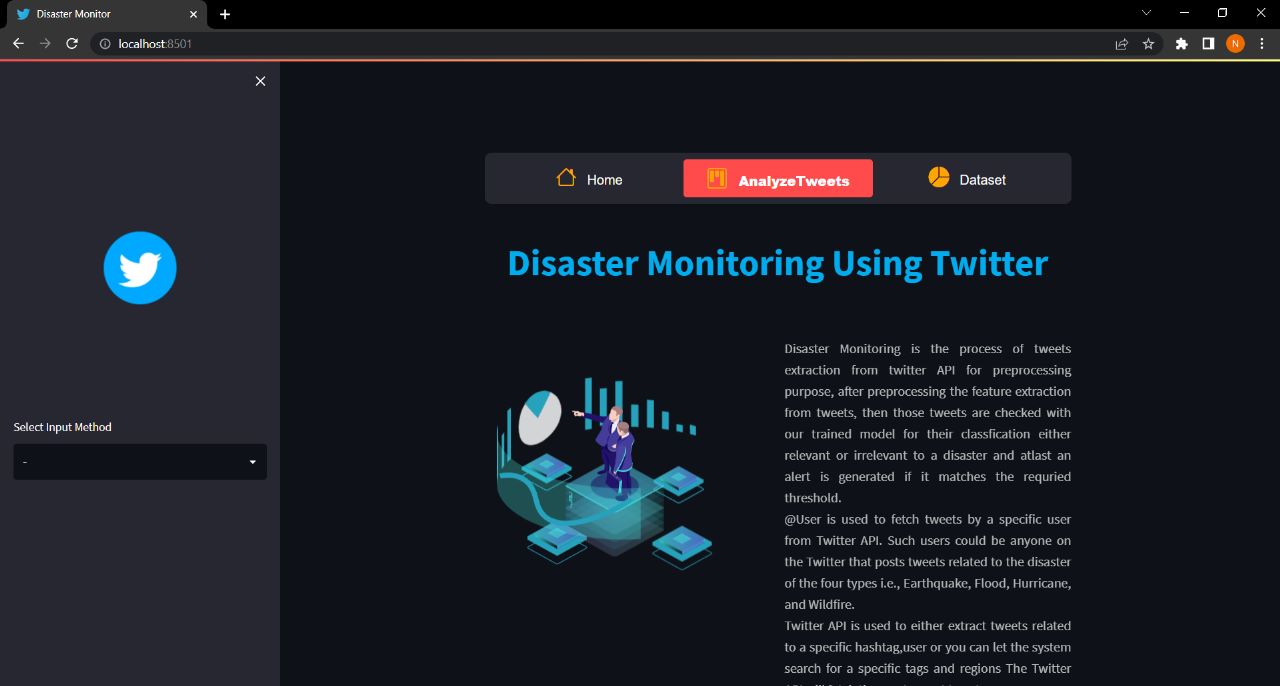 Disaster Monitor
localhost:8501
N
Home
AnalyzeTweets
Dataset
Disaster Monitoring Using Twitter
Select Input Method
-
Disaster Monitoring is the process of tweets
extraction from twitter API for preprocessing
purpose, after preprocessing the feature extraction
from tweets, then those tweets are checked with
our trained model for their classfication either
relevant or irrelevant to a disaster and atlast an
alert is generated if it matches the requried
threshold.
@User is used to fetch tweets by a specific user
from Twitter API. Such users could be anyone on
the Twitter that posts tweets related to the disaster
of the four types i.e., Earthquake, Flood, Hurricane,
and Wildfire.
Twitter API is used to either extract tweets related
to a specific hashtag,user or you can let the system
search for a specific tags and regions The Twitter